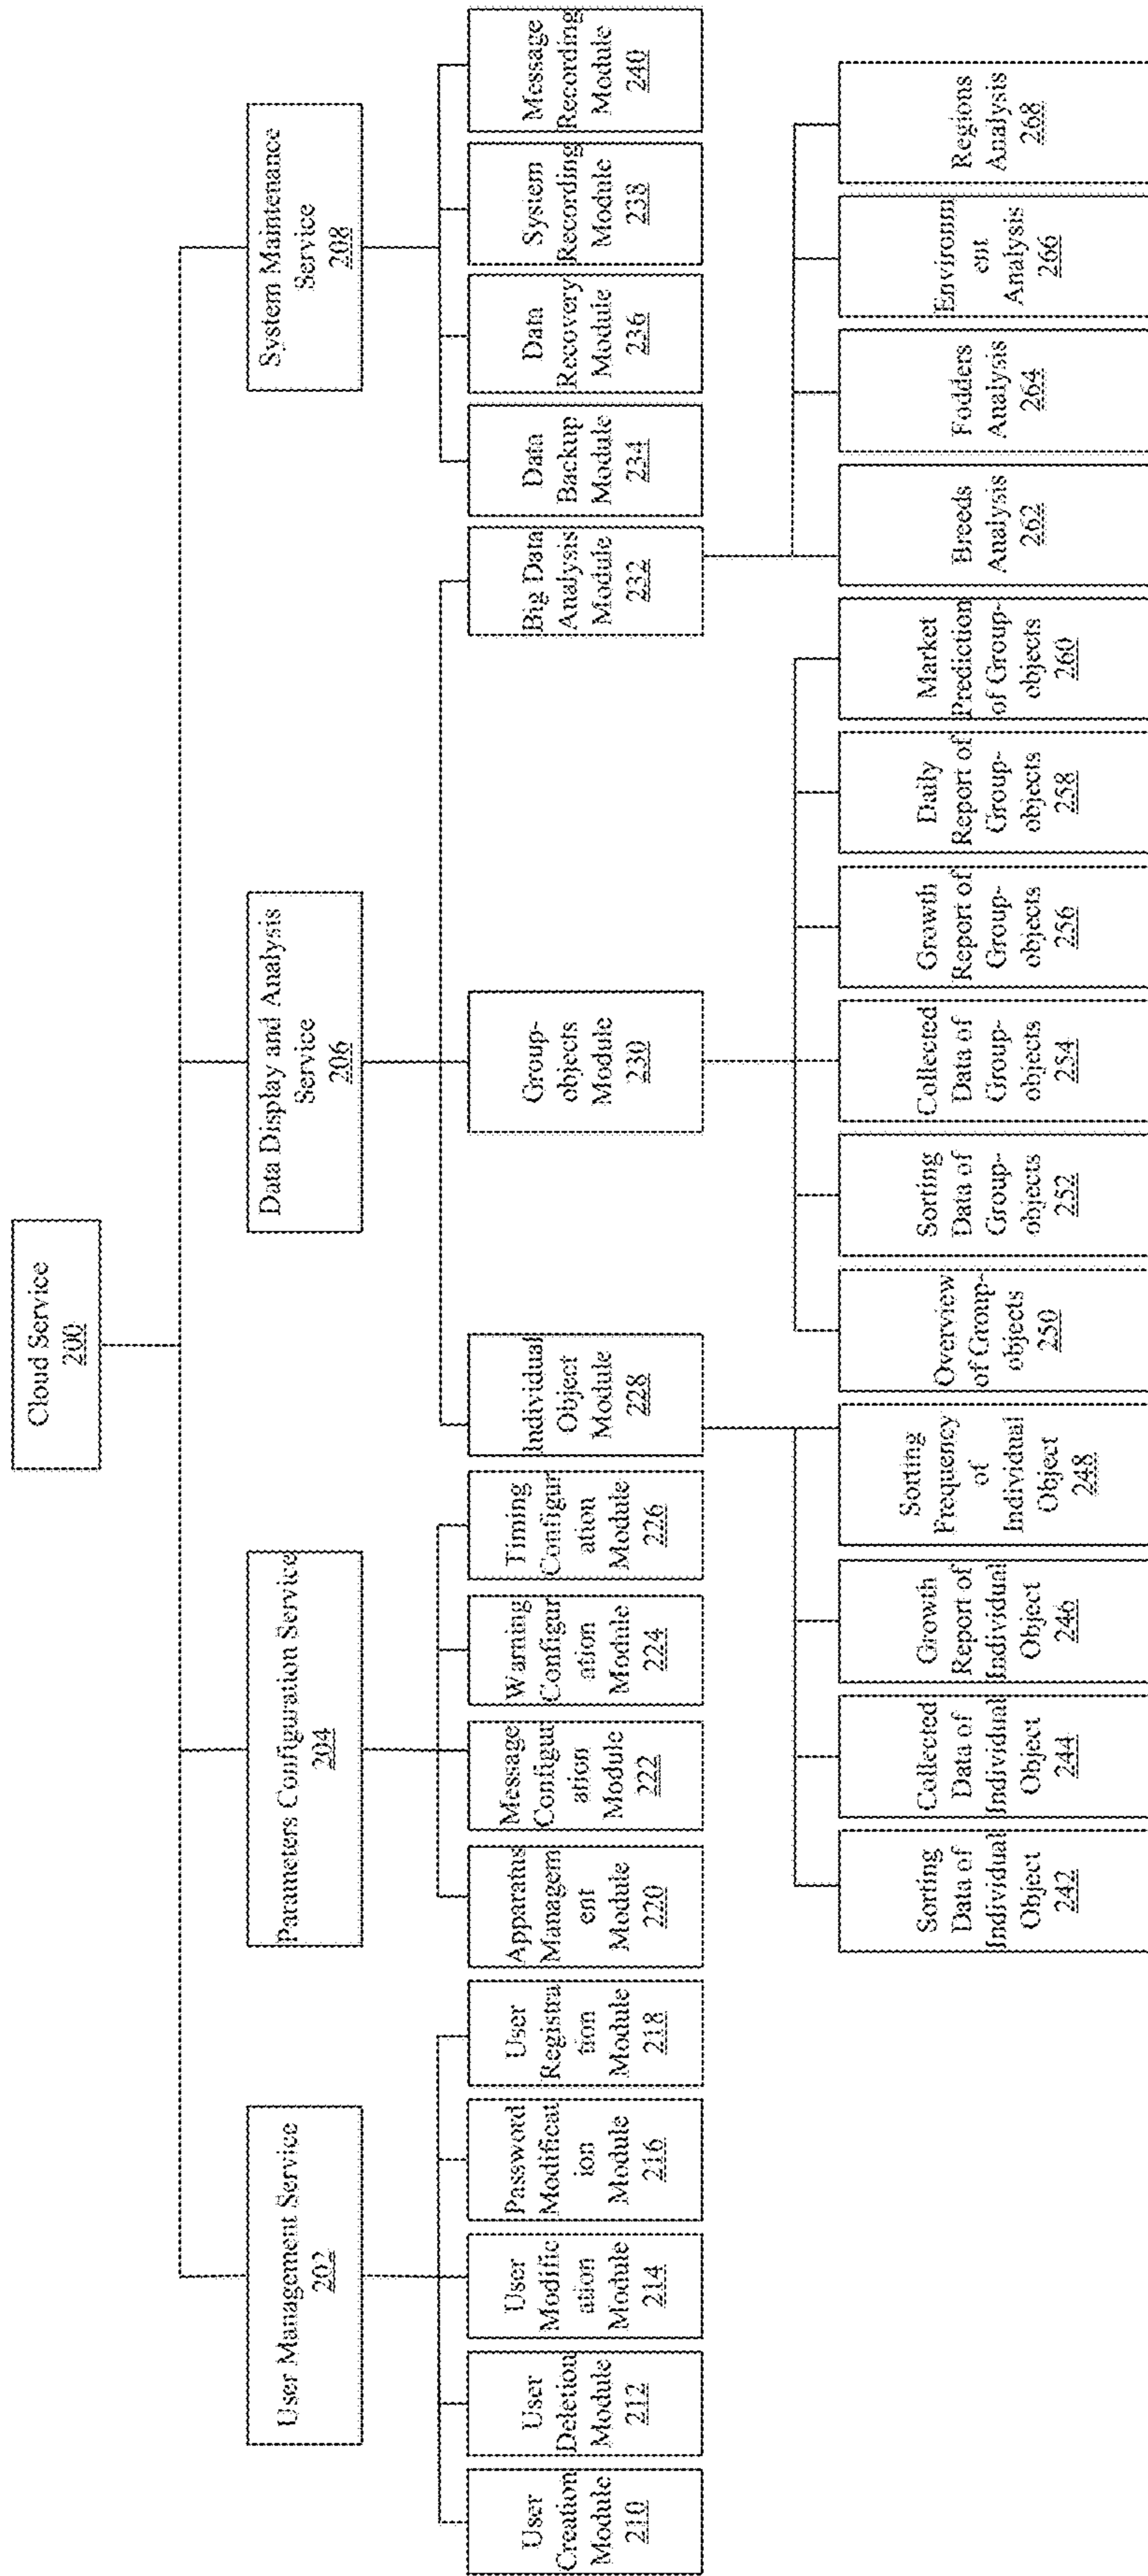 Cloud Service
200
User Management Service
202
Parameters Configuration Service
204
Data Display and Analysis
Service
206
System Maintenance
Service
208
User
Creation
Module
210
User
Deletion
Module
212
User
Modific
ation
Module
214
Password
Modificat
ion
Module
216
User
Registra
tion
Module
218
Apparatus
Managem
ent
Module
220
Message
Configur
ation
Module
222
Warning
Configur
ation
Module
224
Timing
Configur
ation
Module
226
Individual
Object
Module
228
Group-
objects
Module
230
Big Data
Analysis
Module
232
Data
Backup
Module
234
Data
Recovery
Module
236
System
Recording
Module
238
Message
Recording
Module
240
Sorting
Data of
Individual
Object
242
Collected
Data of
Individual
Object
244
Growth
Report of
Individual
Object
246
Sorting
Frequency
of
Individual
Object
248
Overview
of Group-
objects
250
Sorting
Data of
Group-
objects
252
Collected
Data of
Group-
objects
254
Growth
Report of
Group-
objects
256
Daily
Report of
Group-
objects
258
Market
Prediction
of Group-
objects
260
Breeds
Analysis
262
Fodders
Analysis
264
Environm
ent
Analysis
266
Regions
Analysis
268